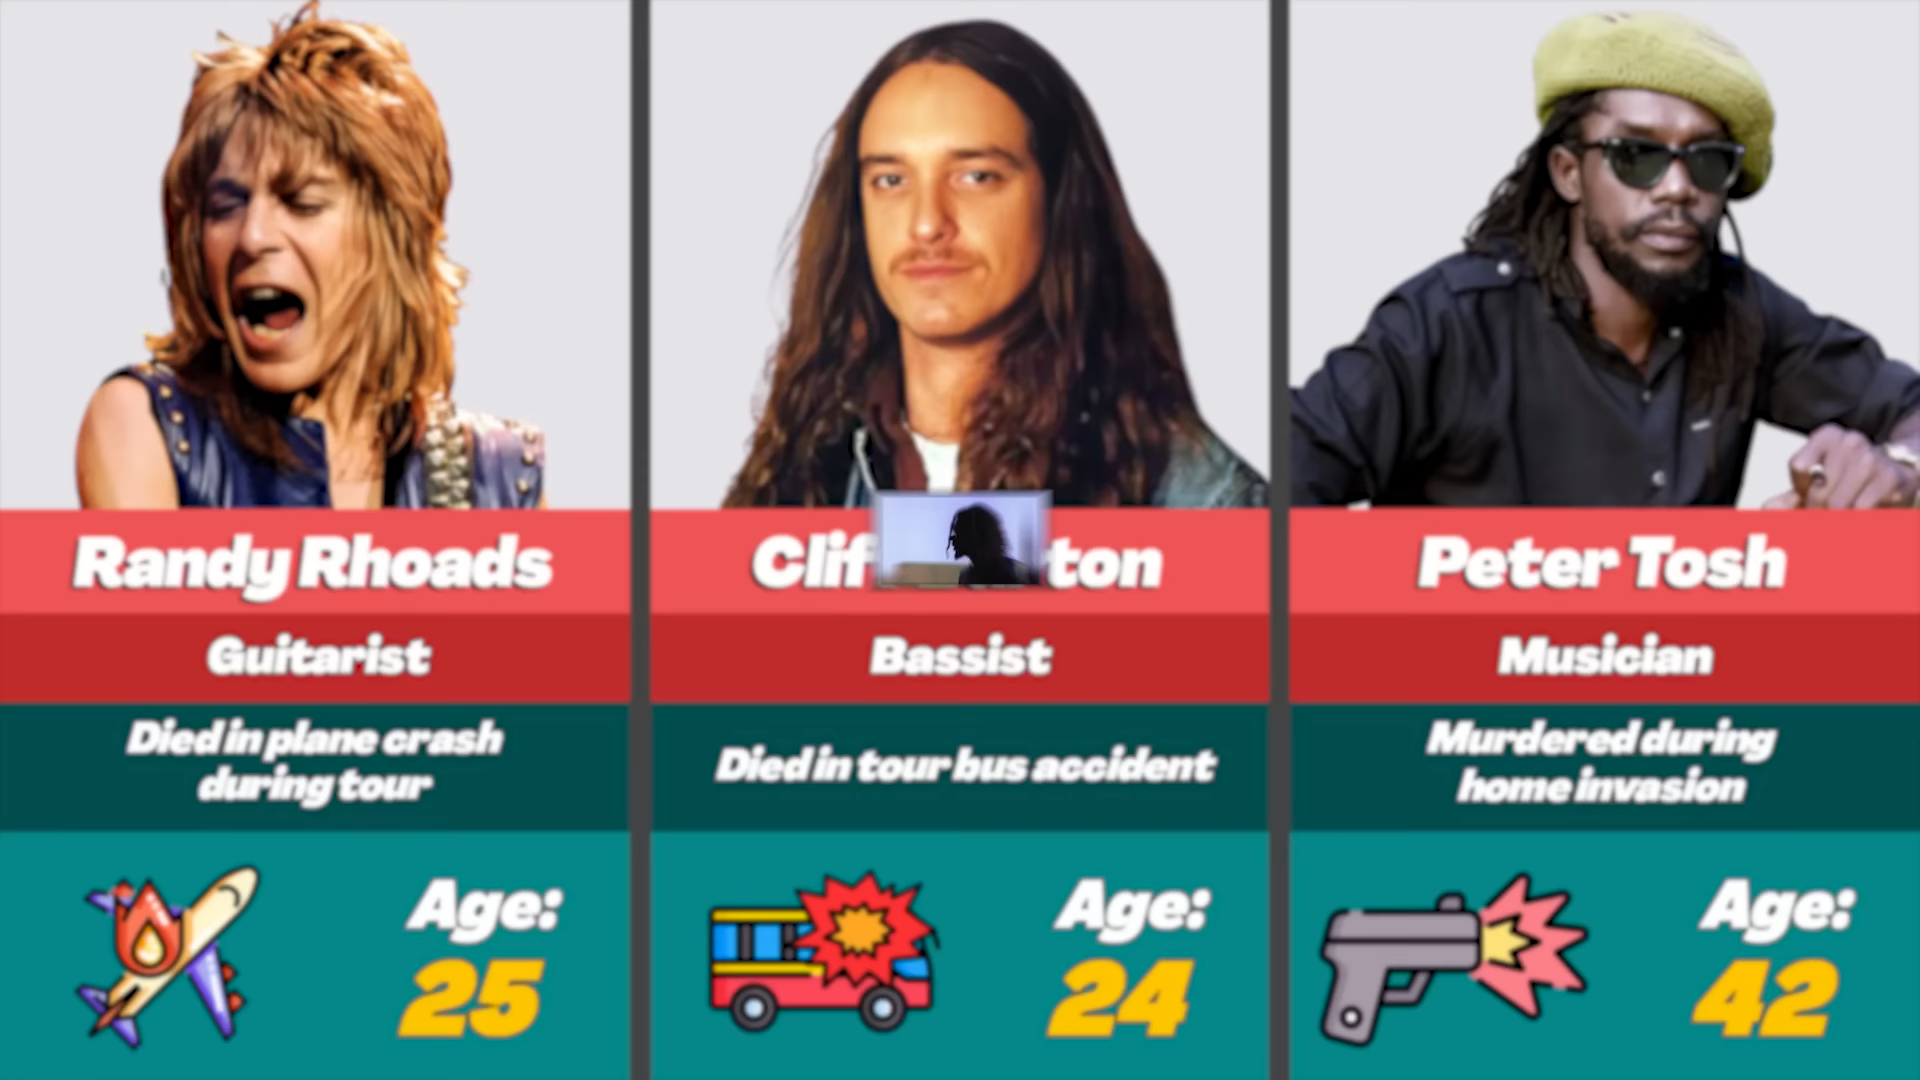 Randy Rhoads
Guitarist
Died in plane crash
during tour
Age:
25
Clif ton
Bassist
Died in tour bus accident
Age:
24
Peter Tosh
Musician
Murdered during
home invasion
Age:
42